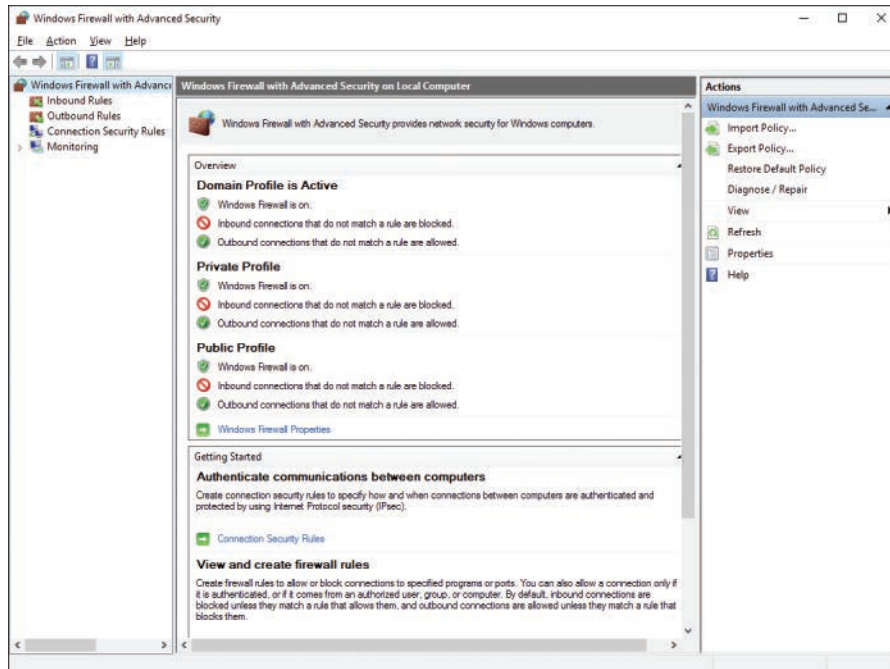 Windows Firewall with Advanced Security
File Action View Help
Windows Firewall with Advanc
Inbound Rules
Outbound Rules
Connection Security Rules
Monitoring
Windows Firewall with Advanced Security on Local Computer
Windows Firewall with Advanced Security provides network security for Windows computers.
Overview
Domain Profile is Active
Windows Firewall is on.
Inbound connections that do not match a rule are blocked.
Outbound connections that do not match a rule are allowed.
Private Profile
Windows Firewall is on.
Inbound connections that do not match a rule are blocked.
Outbound connections that do not match a rule are allowed.
Public Profile
Windows Firewall is on.
Inbound connections that do not match a rule are blocked.
Outbound connections that do not match a rule are allowed.
Windows Firewall Properties
Getting Started
Authenticate communications between computers
Create connection security rules to specify how and when connections between computers are authenticated and
protected by using Internet Protocol security (IPsec).
Connection Security Rules
View and create firewall rules
Create firewall rules to allow or block connections to specified programs or ports. You can also allow a connection only if
it is authenticated, or if it comes from an authorized user, group, or computer. By default, inbound connections are
blocked unless they match a rule that allows them, and outbound connections are allowed unless they match a rule that
blocks them.
Actions
Windows Firewall with Advanced Se...
Import Policy...
Export Policy...
Restore Default Policy
Diagnose / Repair
View
Refresh
Properties
Help